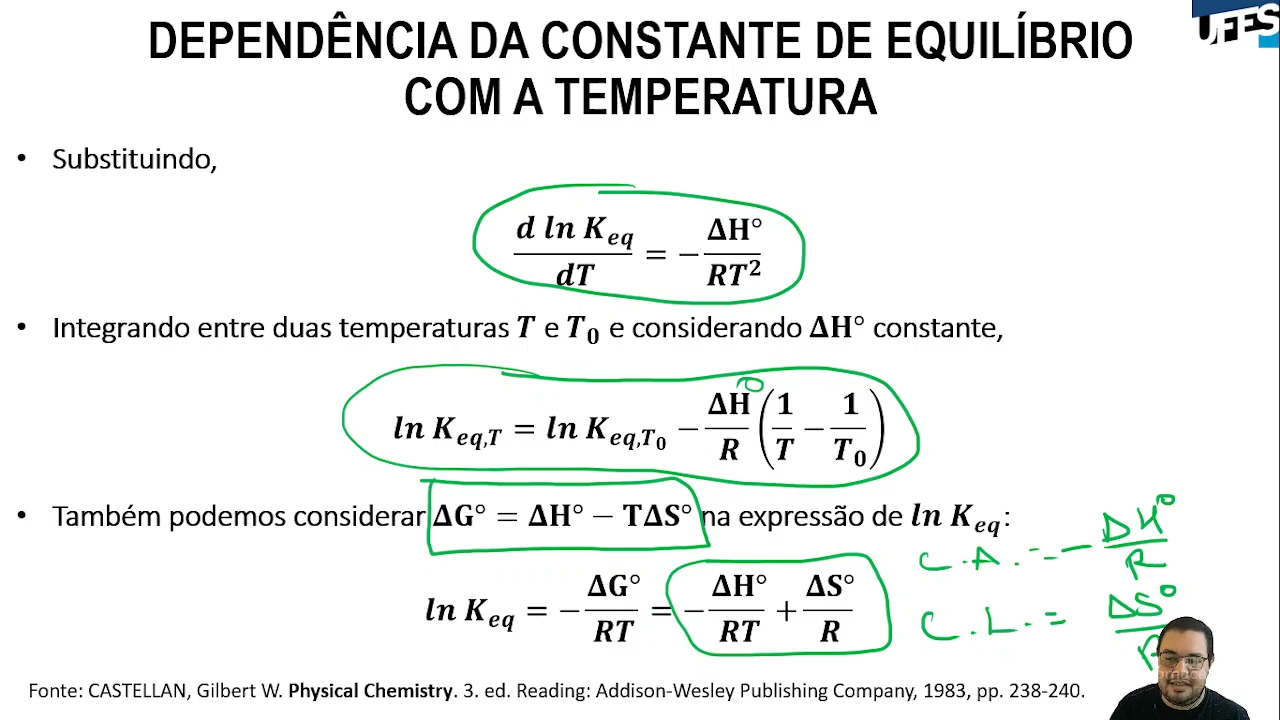 UFES
DEPENDÊNCIA DA CONSTANTE DE EQUILÍBRIO
COM A TEMPERATURA
• Substituindo,
d ln K_eq / dT = − ΔH° / RT²
• Integrando entre duas temperaturas T e T₀ e considerando ΔH° constante,
ln K_eq,T = ln K_eq,T₀ − ΔH° / R (1/T − 1/T₀)
• Também podemos considerar ΔG° = ΔH° − TΔS° na expressão de ln K_eq:
C.A. = − ΔH° / R
ln K_eq = − ΔG° / RT = − ΔH° / RT + ΔS° / R
C.L. = ΔS°
Fonte: CASTELLAN, Gilbert W. Physical Chemistry. 3. ed. Reading: Addison-Wesley Publishing Company, 1983, pp. 238-240.